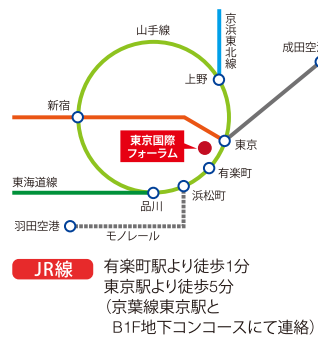 山手線
京浜東北線
成田空
上野
新宿
東京国際
フォーラム
東京
有楽町
東海道線
品川
浜松町
羽田空港
モノレール
JR線
有楽町駅より徒歩1分
東京駅より徒歩5分
(京葉線東京駅と
B1F地下コンコースにて連絡)